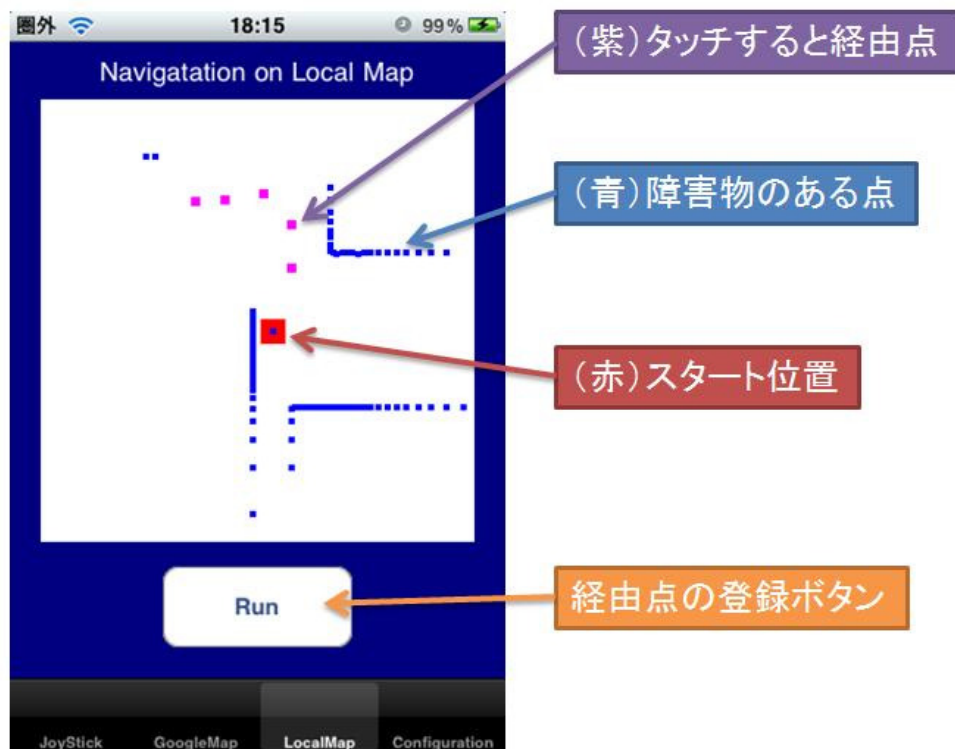 圏外 18:15 99%
Navigatation on Local Map
Run
JoyStick GoogleMap LocalMap Configuration
（紫）タッチすると経由点
（青）障害物のある点
（赤）スタート位置
経由点の登録ボタン